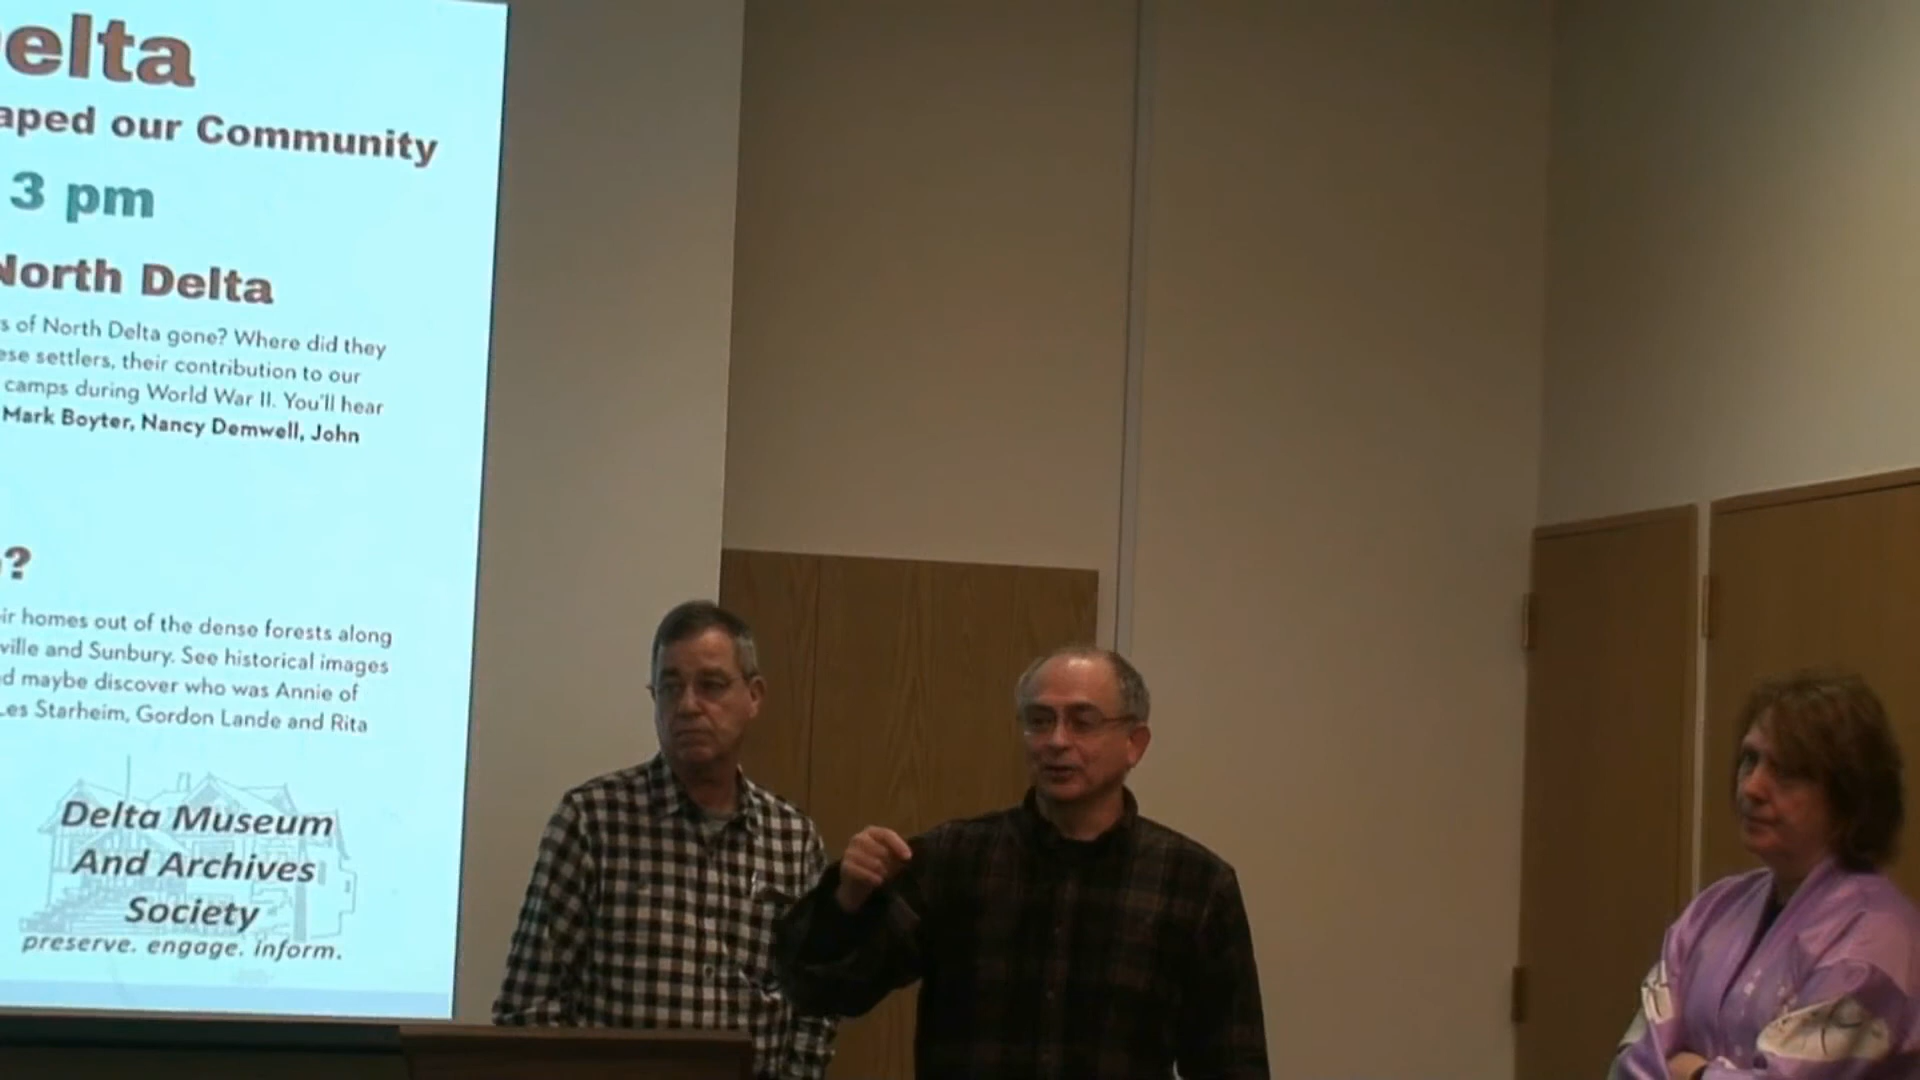 elta
aped our Community
3 pm
North Delta
s of North Delta gone? Where did they
ese settlers, their contribution to our
camps during World War II. You'll hear
Mark Boyter, Nancy Demwell, John
?
ir homes out of the dense forests along
ville and Sunbury. See historical images
d maybe discover who was Annie of
Les Starheim, Gordon Lande and Rita
Delta Museum
And Archives
Society
preserve. engage. inform.